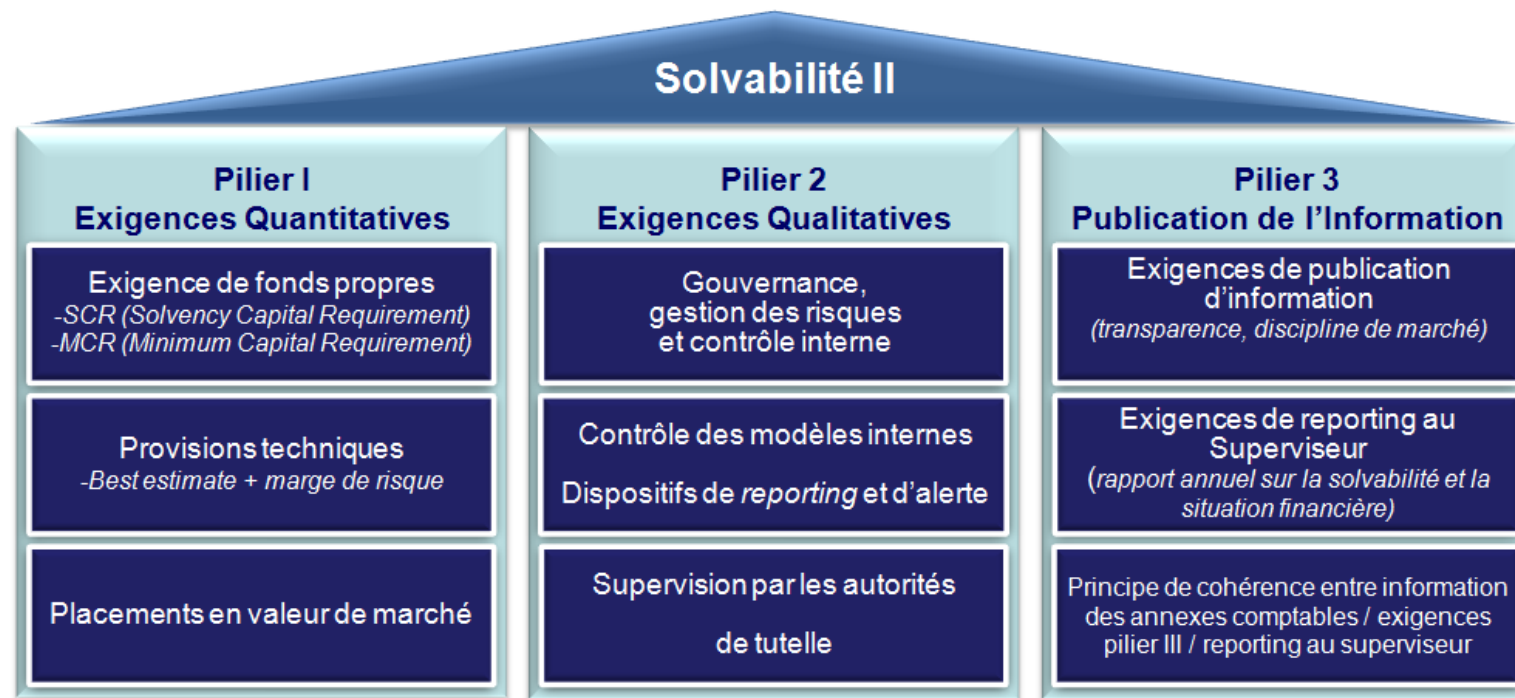 Solvabilité II
Pilier I
Exigences Quantitatives
Exigence de fonds propres
-SCR (Solvency Capital Requirement)
-MCR (Minimum Capital Requirement)
Provisions techniques
-Best estimate + marge de risque
Placements en valeur de marché
Pilier 2
Exigences Qualitatives
Gouvernance,
gestion des risques
et contrôle interne
Contrôle des modèles internes
Dispositifs de reporting et d'alerte
Supervision par les autorités
de tutelle
Pilier 3
Publication de l'Information
Exigences de publication
d'information
(transparence, discipline de marché)
Exigences de reporting au
Superviseur
(rapport annuel sur la solvabilité et la
situation financière)
Principe de cohérence entre information
des annexes comptables / exigences
pilier III / reporting au superviseur